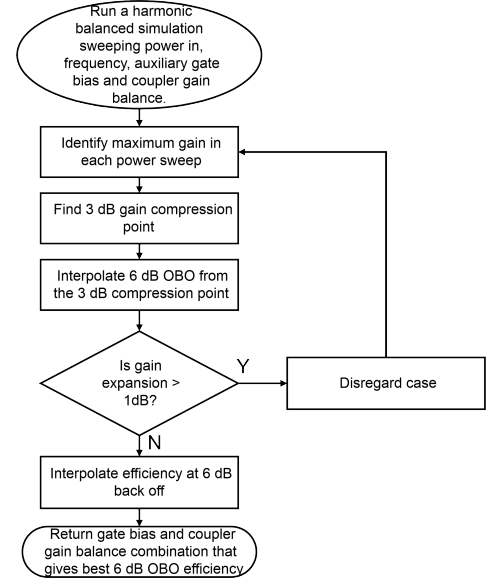 Run a harmonic
balanced simulation
sweeping power in,
frequency, auxiliary gate
bias and coupler gain
balance.
Identify maximum gain in
each power sweep
Find 3 dB gain compression
point
Interpolate 6 dB OBO from
the 3 dB compression point
Is gain
expansion >
1dB?
Y
Disregard case
N
Interpolate efficiency at 6 dB
back off
Return gate bias and coupler
gain balance combination that
gives best 6 dB OBO efficiency